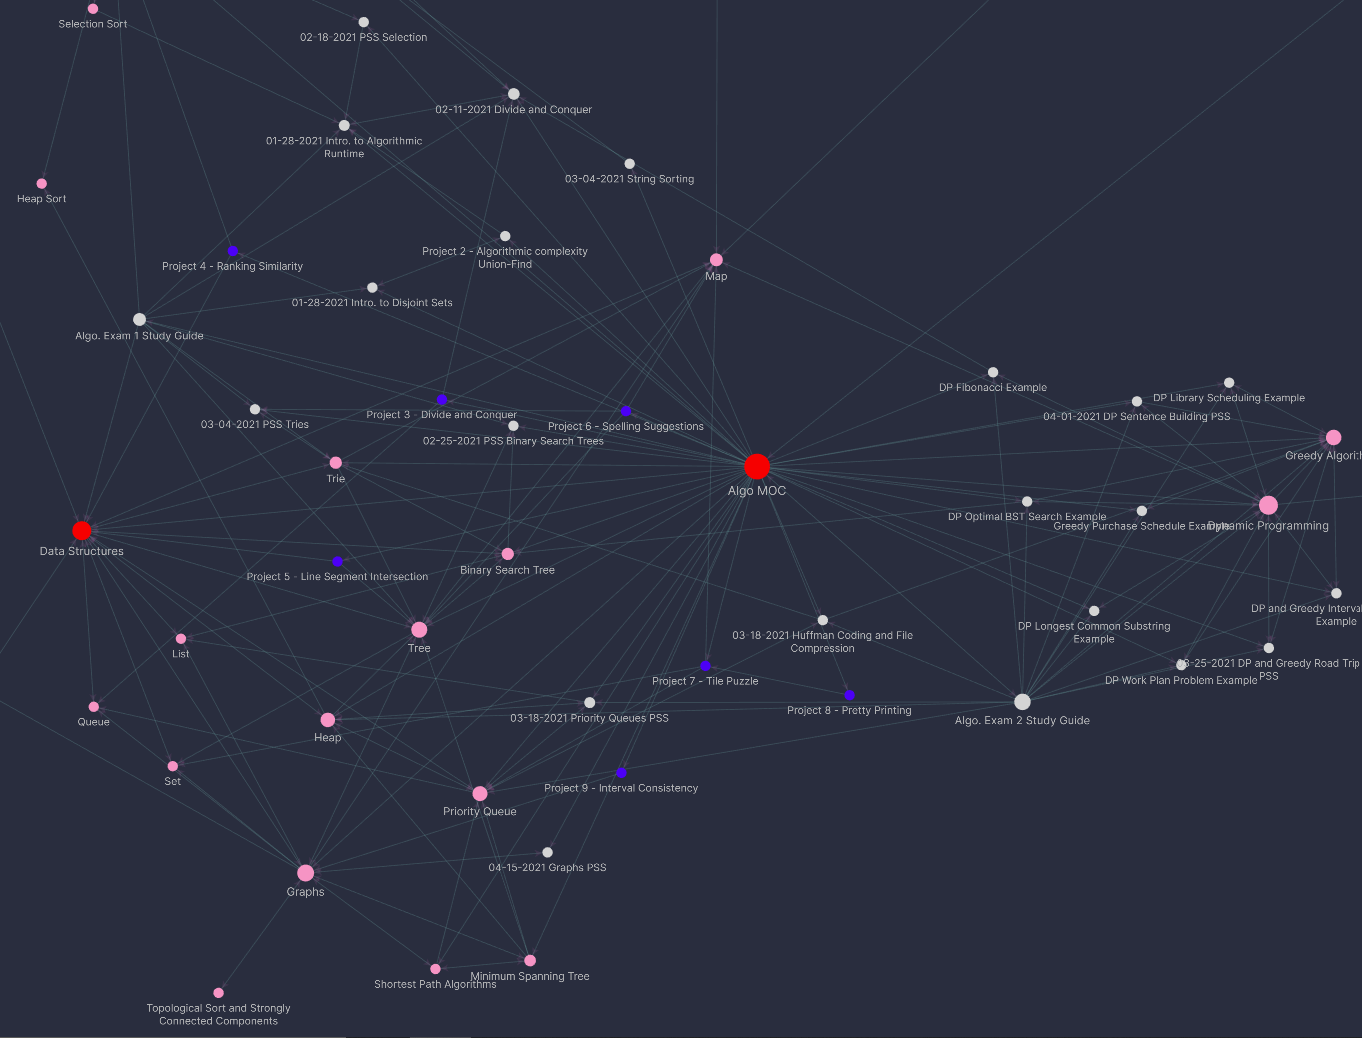 Selection Sort
02-18-2021 PSS Selection
02-11-2021 Divide and Conquer
01-28-2021 Intro. to Algorithmic
Runtime
03-04-2021 String Sorting
Heap Sort
Project 2 - Algorithmic complexity
Union-Find
Project 4 - Ranking Similarity
Map
01-28-2021 Intro. to Disjoint Sets
Algo. Exam 1 Study Guide
DP Fibonacci Example
DP Library Scheduling Example
Project 3 - Divide and Conquer
04-01-2021 DP Sentence Building PSS
03-04-2021 PSS Tries
Project 6 - Spelling Suggestions
02-25-2021 PSS Binary Search Trees
Greedy Algorith
Trie
Algo MOC
DP Optimal BST Search Example
Greedy Purchase Schedule Example
Dynamic Programming
Data Structures
Binary Search Tree
Project 5 - Line Segment Intersection
DP and Greedy Interval
Example
DP Longest Common Substring
Example
03-18-2021 Huffman Coding and File
Compression
Tree
List
03-25-2021 DP and Greedy Road Trip
PSS
DP Work Plan Problem Example
Project 7 - Tile Puzzle
Project 8 - Pretty Printing
03-18-2021 Priority Queues PSS
Algo. Exam 2 Study Guide
Queue
Heap
Set
Project 9 - Interval Consistency
Priority Queue
04-15-2021 Graphs PSS
Graphs
Minimum Spanning Tree
Shortest Path Algorithms
Topological Sort and Strongly
Connected Components